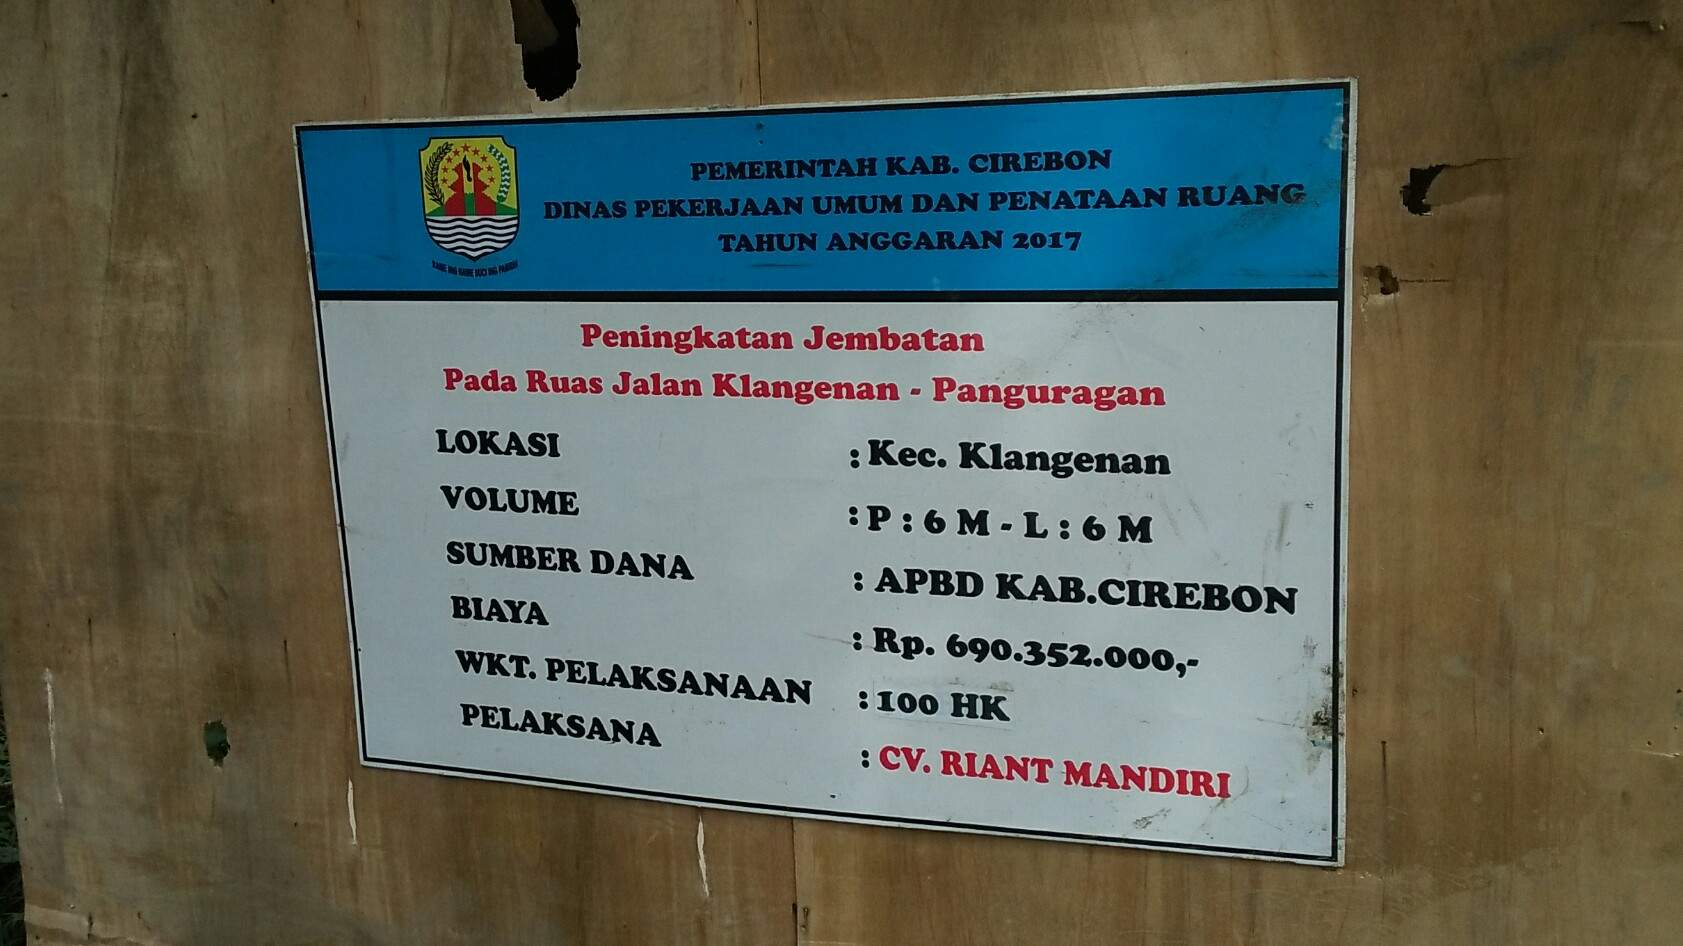 PEMERINTAH KAB. CIREBON
DINAS PEKERJAAN UMUM DAN PENATAAN RUANG
TAHUN ANGGARAN 2017
Peningkatan Jembatan
Pada Ruas Jalan Klangenan - Panguragan
LOKASI : Kec. Klangenan
VOLUME : P : 6 M - L : 6 M
SUMBER DANA : APBD KAB.CIREBON
BIAYA : Rp. 690.352.000,-
WKT. PELAKSANAAN : 100 HK
PELAKSANA : CV. RIANT MANDIRI